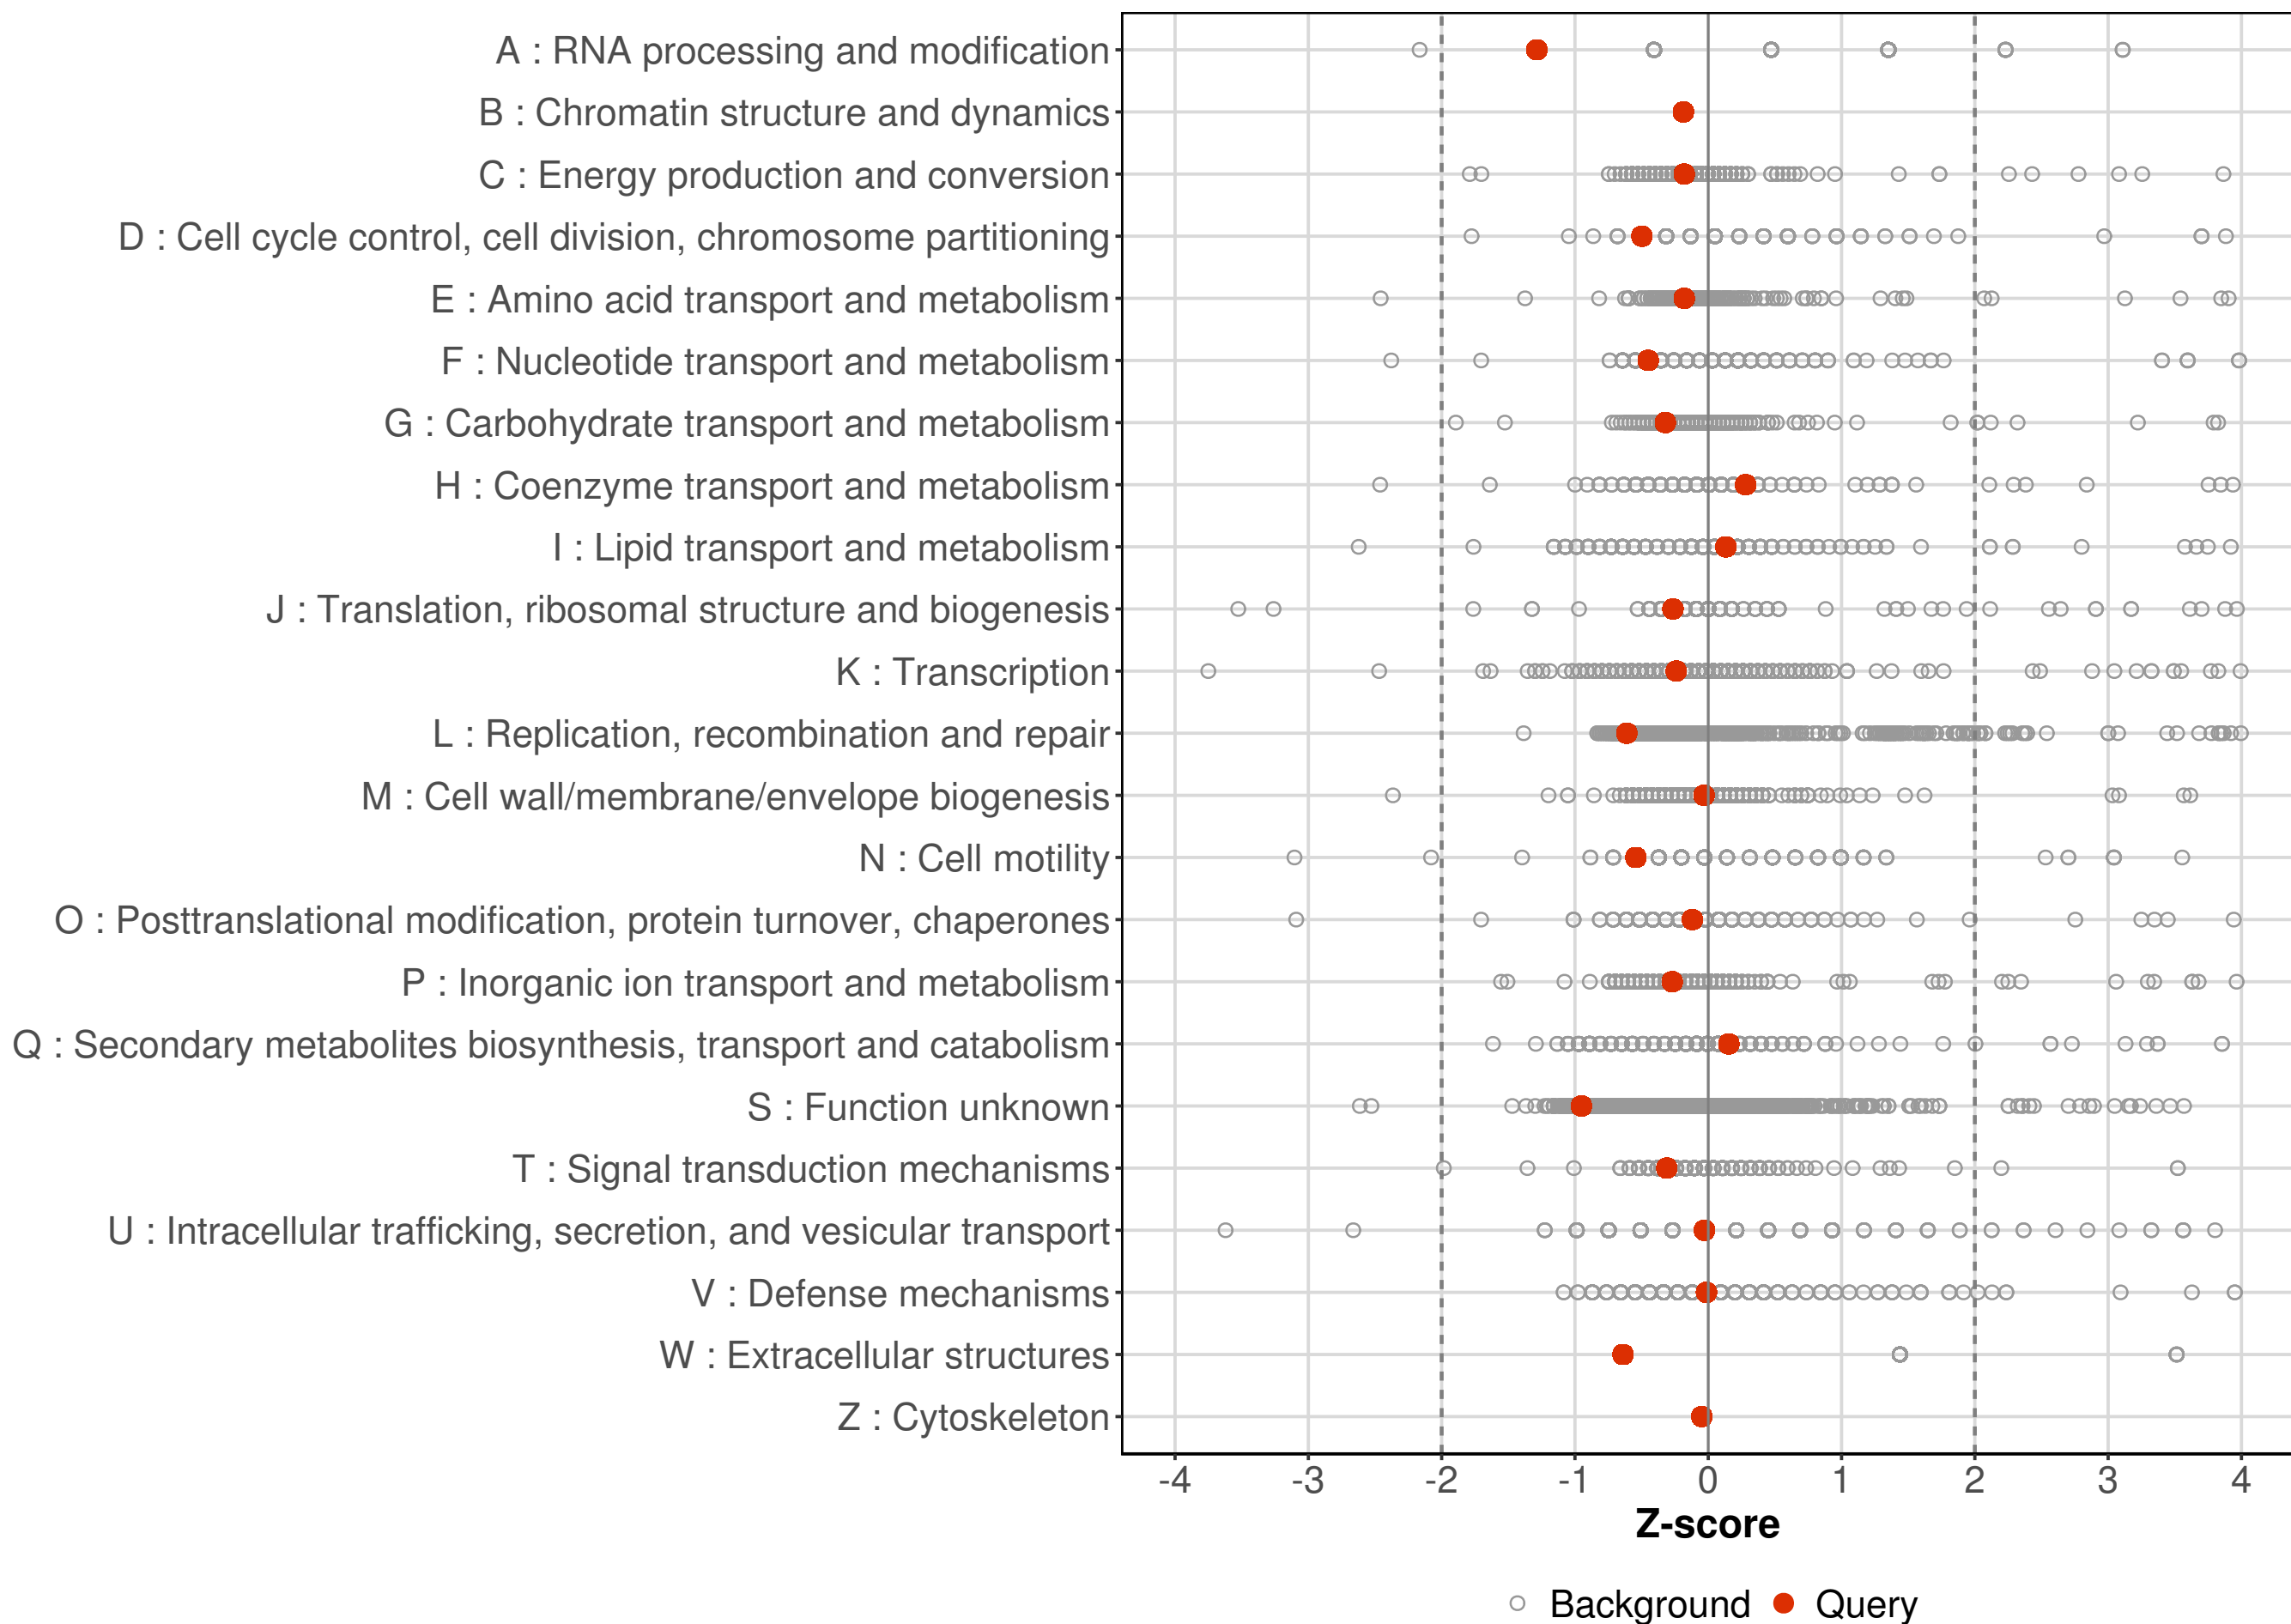 A : RNA processing and modification
B : Chromatin structure and dynamics
C : Energy production and conversion
D : Cell cycle control, cell division, chromosome partitioning
E : Amino acid transport and metabolism
F : Nucleotide transport and metabolism
G : Carbohydrate transport and metabolism
H : Coenzyme transport and metabolism
I : Lipid transport and metabolism
J : Translation, ribosomal structure and biogenesis
K : Transcription
L : Replication, recombination and repair
M : Cell wall/membrane/envelope biogenesis
N : Cell motility
O : Posttranslational modification, protein turnover, chaperones
P : Inorganic ion transport and metabolism
Q : Secondary metabolites biosynthesis, transport and catabolism
S : Function unknown
T : Signal transduction mechanisms
U : Intracellular trafficking, secretion, and vesicular transport
V : Defense mechanisms
W : Extracellular structures
Z : Cytoskeleton
-4 -3 -2 -1 0 1 2 3 4
Z-score
Background Query